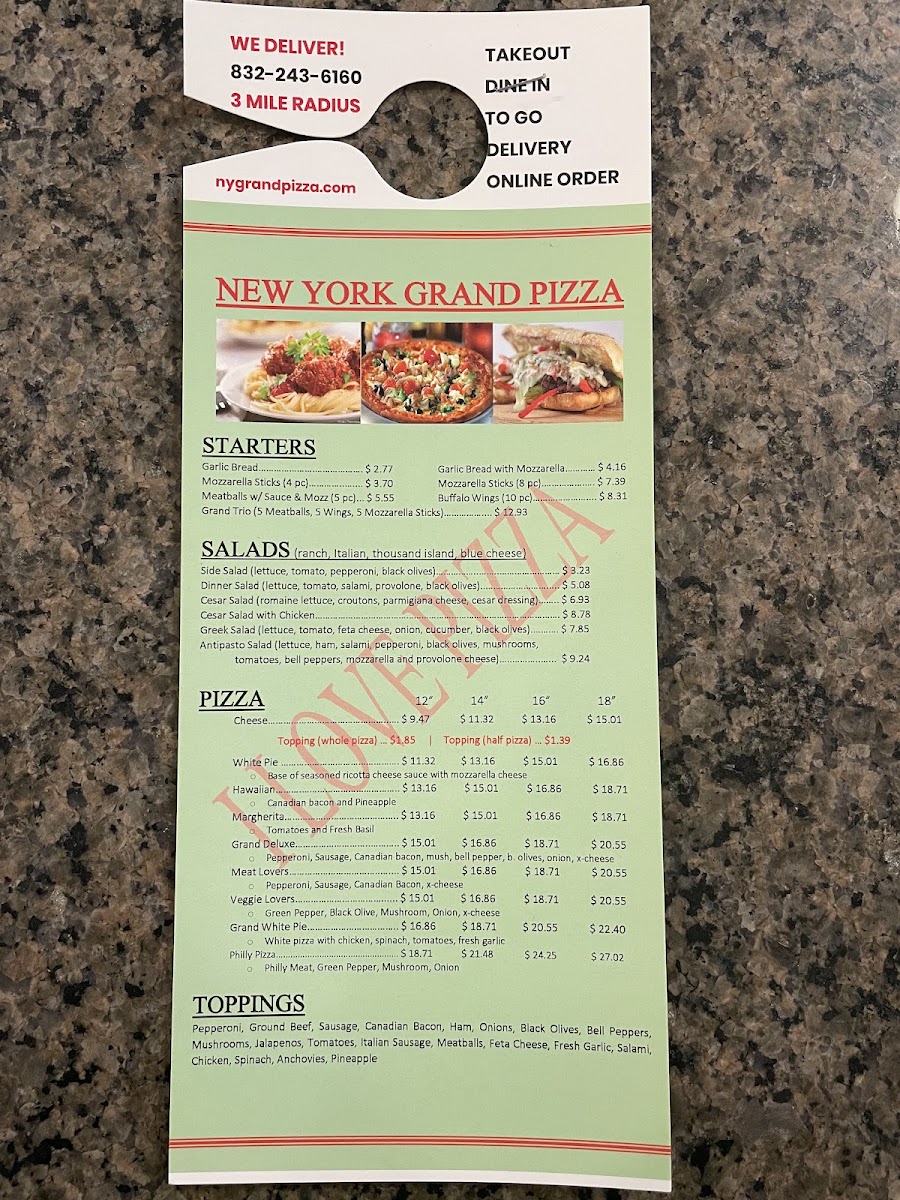 WE DELIVER!
832-243-6160
3 MILE RADIUS
nygrandpizza.com
TAKEOUT
DINE IN
TO GO
DELIVERY
ONLINE ORDER
NEW YORK GRAND PIZZA
STARTERS
Garlic Bread.................................... $ 2.77 Garlic Bread with Mozzarella............ $ 4.16
Mozzarella Sticks (4 pc)................... $ 3.70 Mozzarella Sticks (8 pc)................... $ 7.39
Meatballs w/ Sauce & Mozz (5 pc)... $ 5.55 Buffalo Wings (10 pc)...................... $ 8.31
Grand Trio (5 Meatballs, 5 Wings, 5 Mozzarella Sticks)................. $ 12.93
SALADS (ranch, Italian, thousand island, blue cheese)
Side Salad (lettuce, tomato, pepperoni, black olives)........................................... $ 3.23
Dinner Salad (lettuce, tomato, salami, provolone, black olives)........................... $ 5.08
Cesar Salad (romaine lettuce, croutons, parmigiana cheese, cesar dressing)....... $ 6.93
Cesar Salad with Chicken..................................................................................... $ 8.78
Greek Salad (lettuce, tomato, feta cheese, onion, cucumber, black olives).......... $ 7.85
Antipasto Salad (lettuce, ham, salami, pepperoni, black olives, mushrooms,
tomatoes, bell peppers, mozzarella and provolone cheese).................... $ 9.24
PIZZA 12” 14” 16” 18”
Cheese............................................. $ 9.47 $ 11.32 $ 13.16 $ 15.01
Topping (whole pizza) ... $1.85 | Topping (half pizza) ... $1.39
White Pie ......................................... $ 11.32 $ 13.16 $ 15.01 $ 16.86
○ Base of seasoned ricotta cheese sauce with mozzarella cheese
Hawaiian........................................... $ 13.16 $ 15.01 $ 16.86 $ 18.71
○ Canadian bacon and Pineapple
Margherita........................................ $ 13.16 $ 15.01 $ 16.86 $ 18.71
○ Tomatoes and Fresh Basil
Grand Deluxe.................................... $ 15.01 $ 16.86 $ 18.71 $ 20.55
○ Pepperoni, Sausage, Canadian bacon, mush, bell pepper, b. olives, onion, x-cheese
Meat Lovers...................................... $ 15.01 $ 16.86 $ 18.71 $ 20.55
○ Pepperoni, Sausage, Canadian Bacon, x-cheese
Veggie Lovers.................................... $ 15.01 $ 16.86 $ 18.71 $ 20.55
○ Green Pepper, Black Olive, Mushroom, Onion, x-cheese
Grand White Pie................................ $ 16.86 $ 18.71 $ 20.55 $ 22.40
○ White pizza with chicken, spinach, tomatoes, fresh garlic
Philly Pizza......................................... $ 18.71 $ 21.48 $ 24.25 $ 27.02
○ Philly Meat, Green Pepper, Mushroom, Onion
I LOVE PIZZA
TOPPINGS
Pepperoni, Ground Beef, Sausage, Canadian Bacon, Ham, Onions, Black Olives, Bell Peppers,
Mushrooms, Jalapenos, Tomatoes, Italian Sausage, Meatballs, Feta Cheese, Fresh Garlic, Salami,
Chicken, Spinach, Anchovies, Pineapple